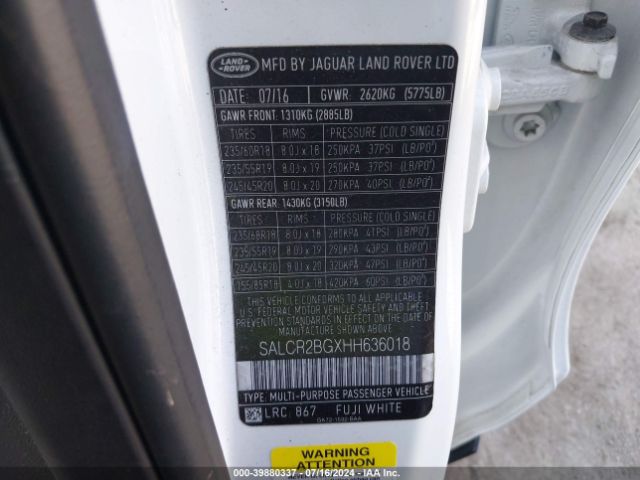 LAND ROVER
MFD BY JAGUAR LAND ROVER LTD
DATE: 07/16 GVWR: 2620KG (5775LB)
GAWR FRONT: 1310KG (2885LB)
TIRES RIMS PRESSURE (COLD SINGLE)
235/60R18 8.0J x 18 250KPA 37PSI (LB/PO²)
235/55R19 8.0J x 19 250KPA 37PSI (LB/PO²)
245/45R20 8.0J x 20 270KPA 40PSI (LB/PO²)
GAWR REAR: 1430KG (3150LB)
TIRES RIMS PRESSURE (COLD SINGLE)
235/60R18 8.0J x 18 280KPA 41PSI (LB/PO²)
235/55R19 8.0J x 19 290KPA 43PSI (LB/PO²)
245/45R20 8.0J x 20 320KPA 47PSI (LB/PO²)
155/85R18 4.0J x 18 420KPA 60PSI (LB/PO²)
THIS VEHICLE CONFORMS TO ALL APPLICABLE
U.S. FEDERAL MOTOR VEHICLE SAFETY AND THEFT
PREVENTION STANDARDS IN EFFECT ON THE DATE
OF MANUFACTURE SHOWN ABOVE
SALCR2BGXHH636018
TYPE: MULTI-PURPOSE PASSENGER VEHICLE
LRC: 867 FUJI WHITE
WARNING
ATTENTION
000-39880337 - 07/16/2024 - IAAI.COM